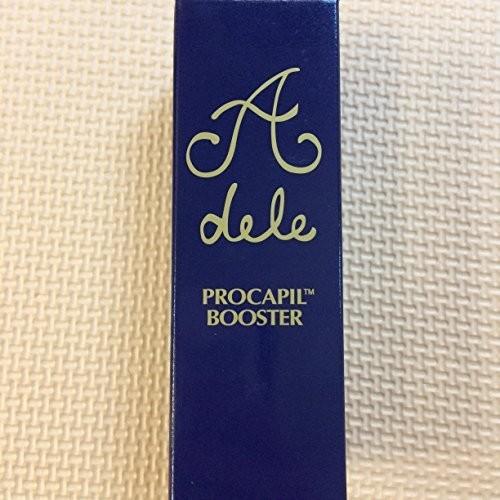 A
dele
PROCAPIL™
BOOSTER